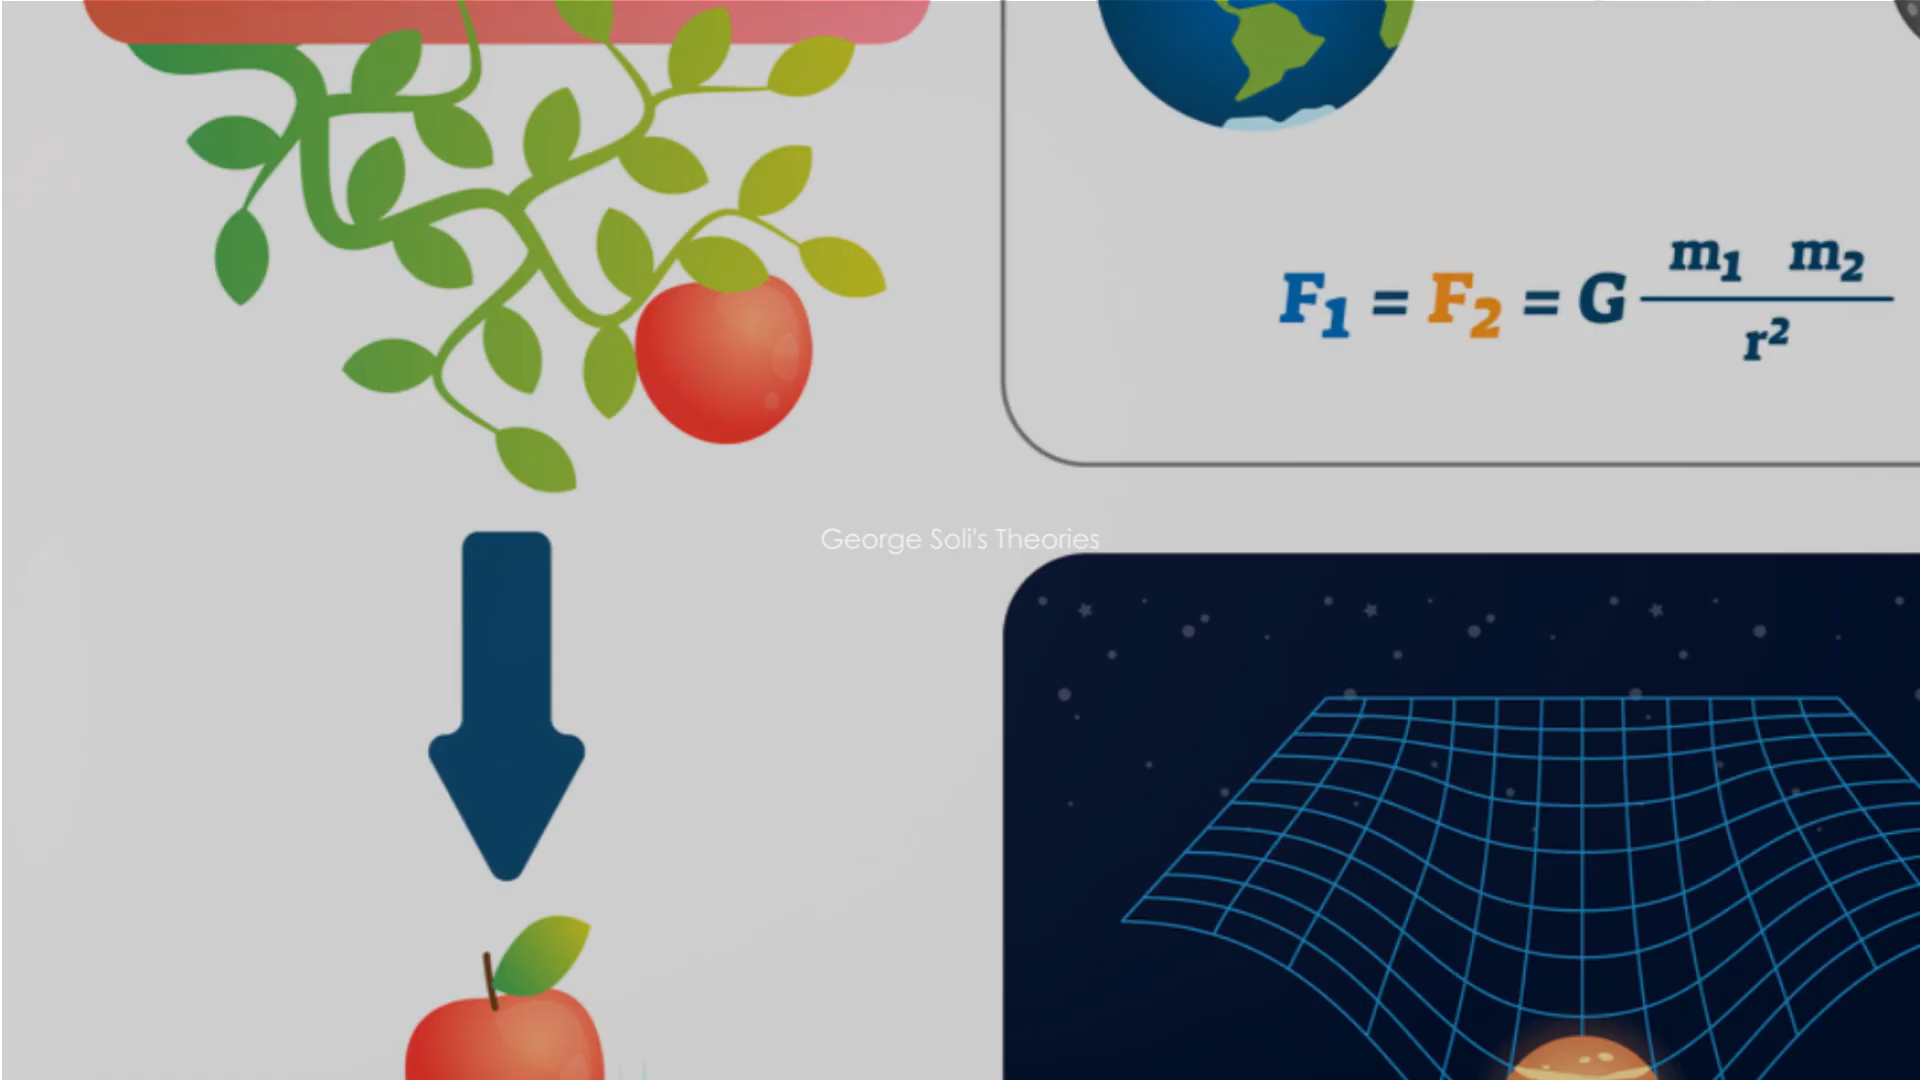 F₁ = F₂ = G m₁ m₂ / r²
George Soli's Theories